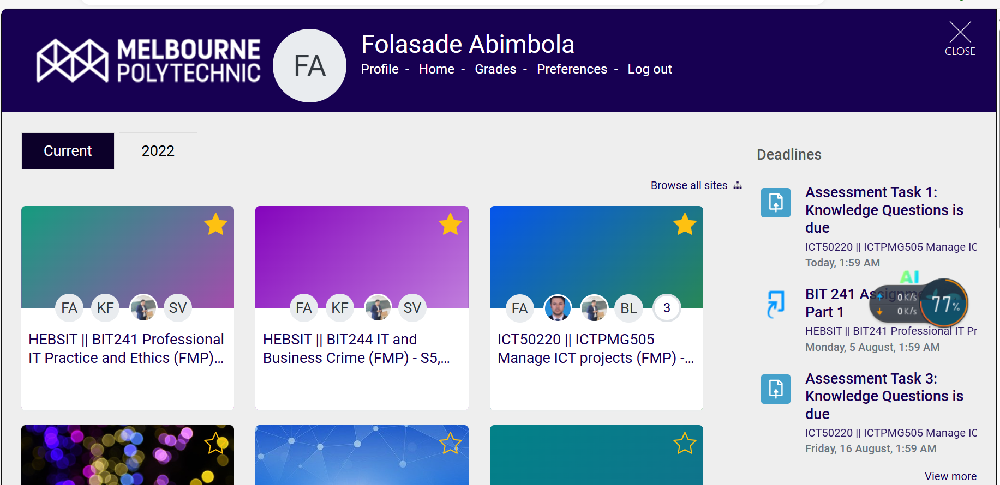 MELBOURNE
POLYTECHNIC
FA
Folasade Abimbola
Profile - Home - Grades - Preferences - Log out
CLOSE
Current
2022
Browse all sites
FA KF SV
HEBSIT || BIT241 Professional
IT Practice and Ethics (FMP)...
FA KF SV
HEBSIT || BIT244 IT and
Business Crime (FMP) - S5,...
FA BL 3
ICT50220 || ICTPMG505
Manage ICT projects (FMP) -...
Deadlines
Assessment Task 1:
Knowledge Questions is
due
ICT50220 || ICTPMG505 Manage IC
Today, 1:59 AM
AI
0K/s
0K/s
77%
BIT 241 Assignme
Part 1
HEBSIT || BIT241 Professional IT Pr
Monday, 5 August, 1:59 AM
Assessment Task 3:
Knowledge Questions is
due
ICT50220 || ICTPMG505 Manage IC
Friday, 16 August, 1:59 AM
View more